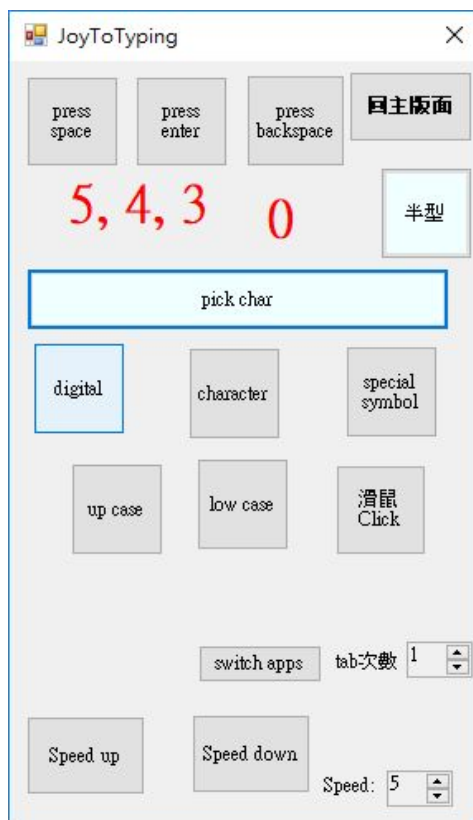 JoyToTyping
press
space
press
enter
press
backspace
回主版面
5, 4, 3
0
半型
pick char
digital
character
special
symbol
up case
low case
滑鼠
Click
switch apps
tab次數
1
Speed up
Speed down
Speed:
5